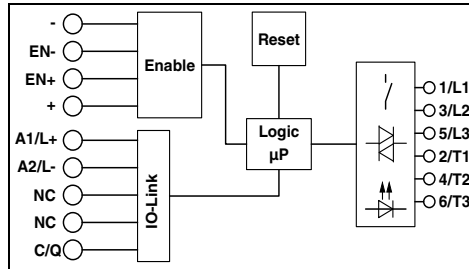 -
EN-
EN+
+
Enable
Reset
A1/L+
A2/L-
NC
NC
C/Q
IO-Link
Logic
µP
1/L1
3/L2
5/L3
2/T1
4/T2
6/T3